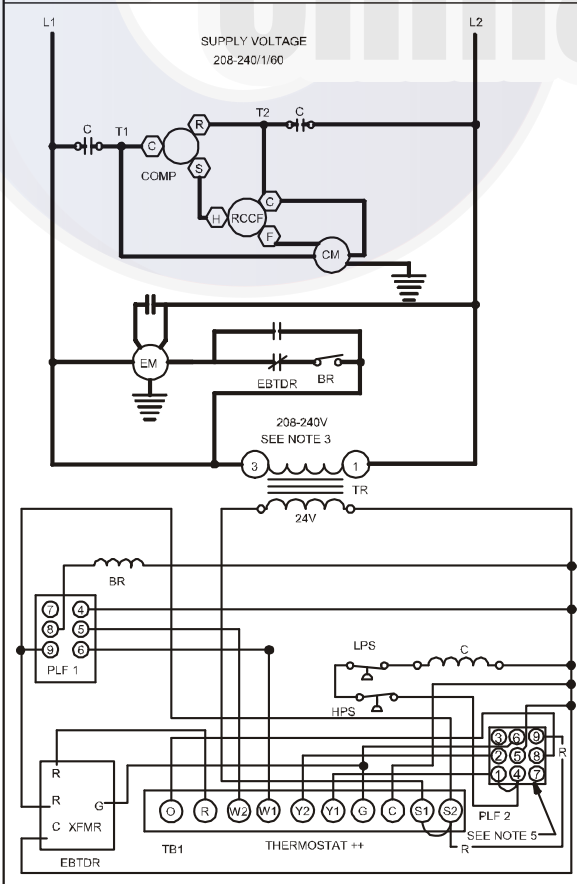 L1
L2
SUPPLY VOLTAGE
208-240/1/60
C
T1
T2
C
C
R
S
COMP
H
RCCF
C
F
CM
EM
EBTDR
BR
208-240V
SEE NOTE 3
3
1
TR
24V
BR
7 4
8 5
9 6
PLF 1
LPS
C
HPS
3 6 9
2 5 8
1 4 7
PLF 2
SEE NOTE 5
R
R
C XFMR
G
EBTDR
O R W2 W1 Y2 Y1 G C S1 S2
TB1
THERMOSTAT ++
R